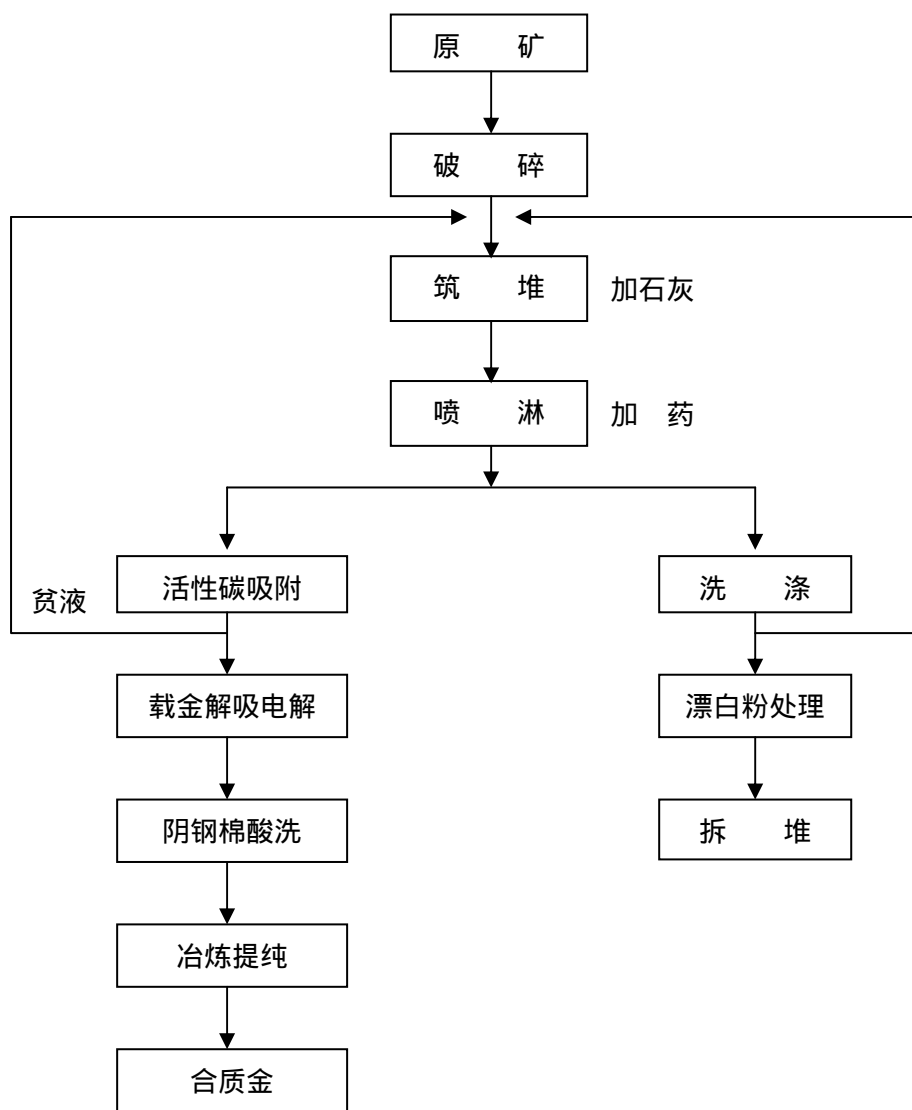 原 矿
破 碎
筑 堆 加石灰
喷 淋 加 药
活性碳吸附
洗 涤
贫液
载金解吸电解
漂白粉处理
阴钢棉酸洗
拆 堆
冶炼提纯
合质金